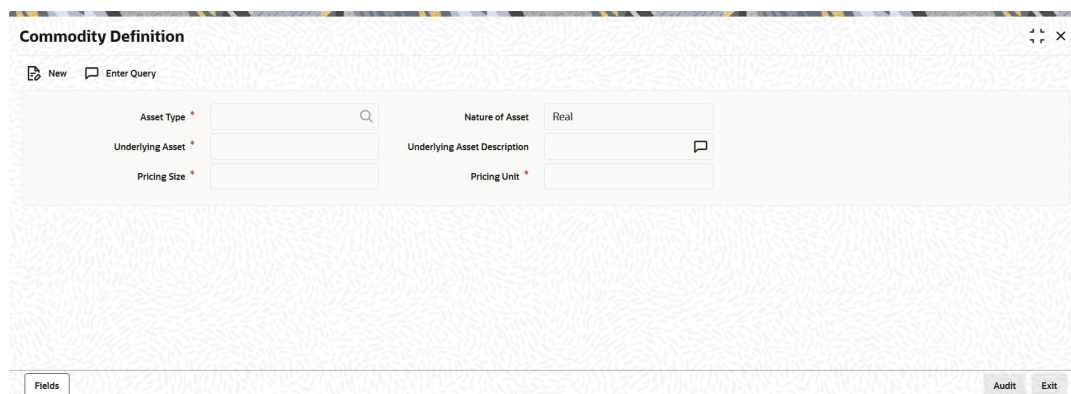 Commodity Definition
New Enter Query
Asset Type * Nature of Asset Real
Underlying Asset * Underlying Asset Description
Pricing Size * Pricing Unit *
Fields Audit Exit